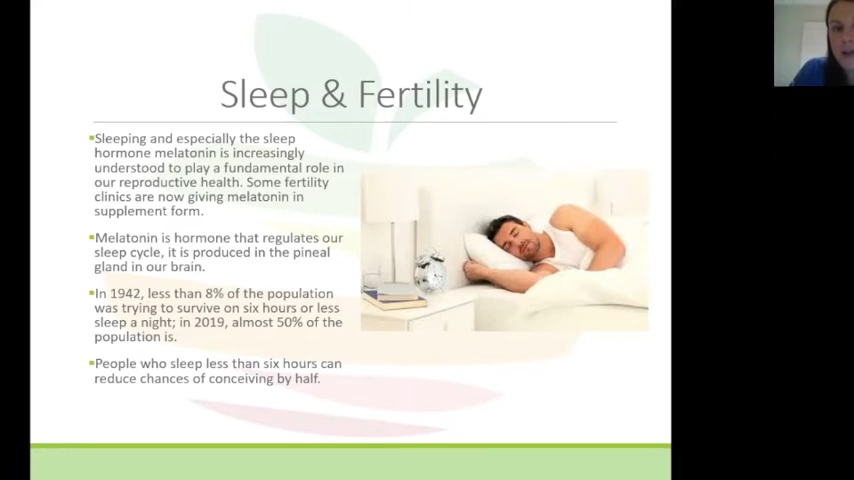 Sleep & Fertility
▪Sleeping and especially the sleep
hormone melatonin is increasingly
understood to play a fundamental role in
our reproductive health. Some fertility
clinics are now giving melatonin in
supplement form.
▪Melatonin is hormone that regulates our
sleep cycle, it is produced in the pineal
gland in our brain.
▪In 1942, less than 8% of the population
was trying to survive on six hours or less
sleep a night; in 2019, almost 50% of the
population is.
▪People who sleep less than six hours can
reduce chances of conceiving by half.